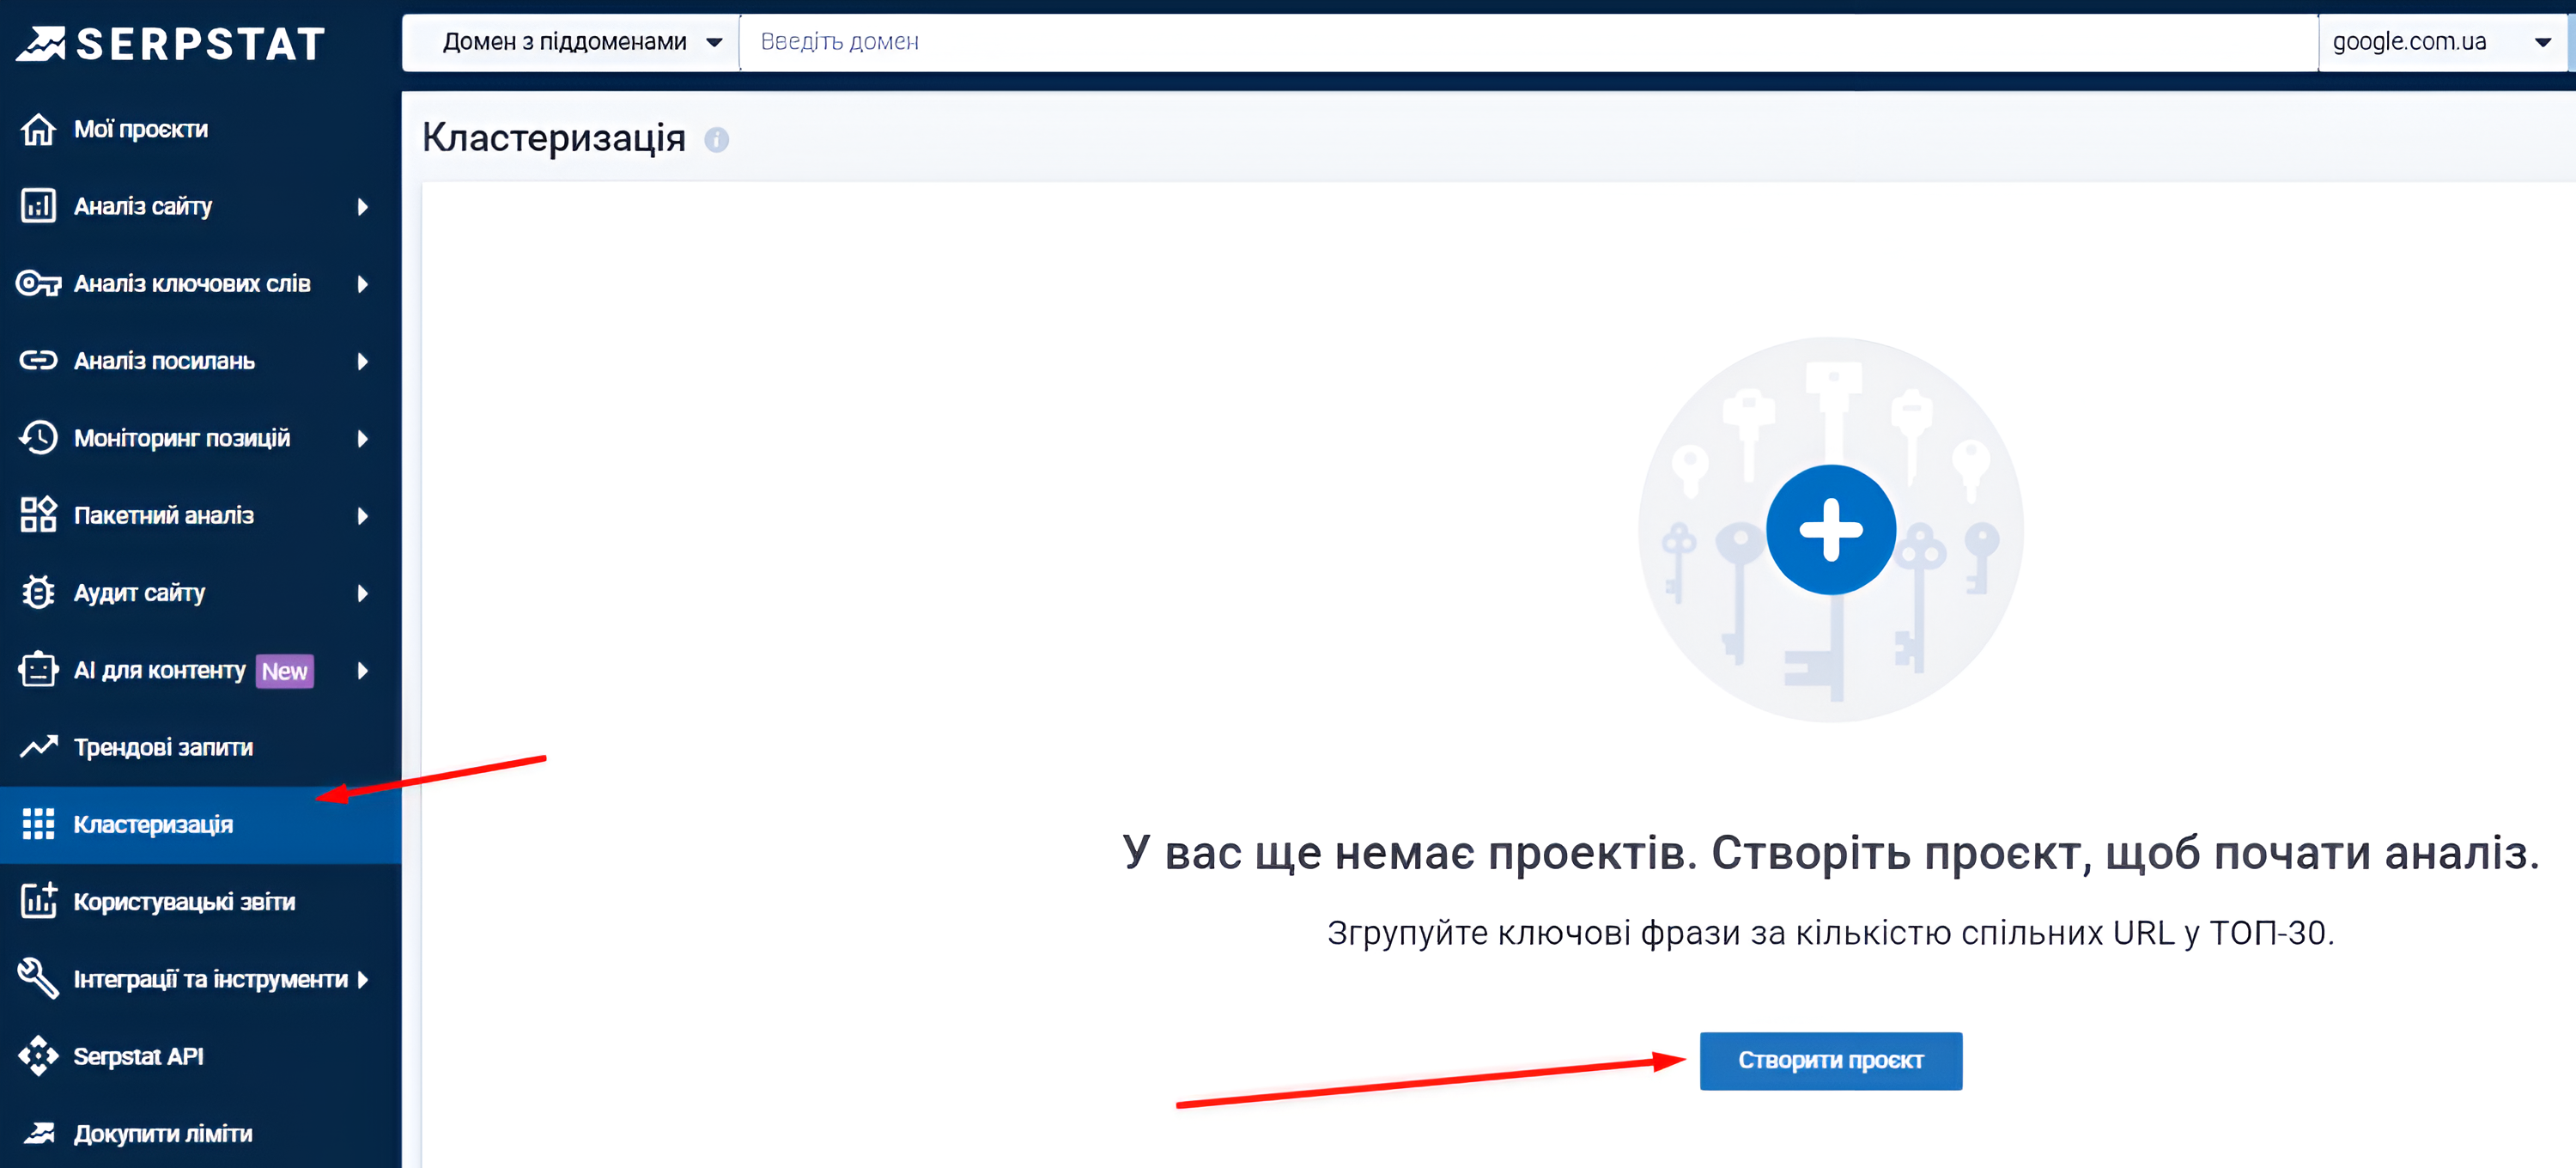 SERPSTAT
Домен з піддоменами
Введіть домен
google.com.ua
Мої проєкти
Аналіз сайту
Аналіз ключових слів
Аналіз посилань
Моніторинг позицій
Пакетний аналіз
Аудит сайту
AI для контенту New
Трендові запити
Кластеризація
Користувацькі звіти
Інтеграції та інструменти
Serpstat API
Докупити ліміти
Кластеризація
У вас ще немає проектів. Створіть проєкт, щоб почати аналіз.
Згрупуйте ключові фрази за кількістю спільних URL у ТОП-30.
Створити проєкт